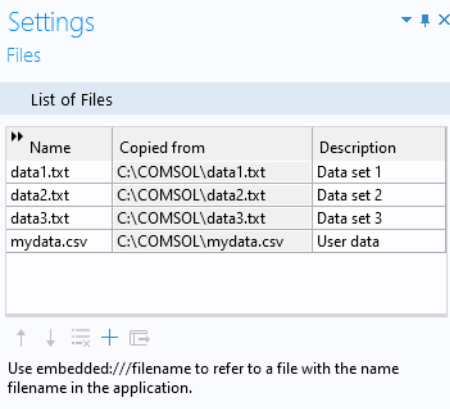 Settings
Files
List of Files
Name Copied from Description
data1.txt C:\COMSOL\data1.txt Data set 1
data2.txt C:\COMSOL\data2.txt Data set 2
data3.txt C:\COMSOL\data3.txt Data set 3
mydata.csv C:\COMSOL\mydata.csv User data
Use embedded:///filename to refer to a file with the name
filename in the application.